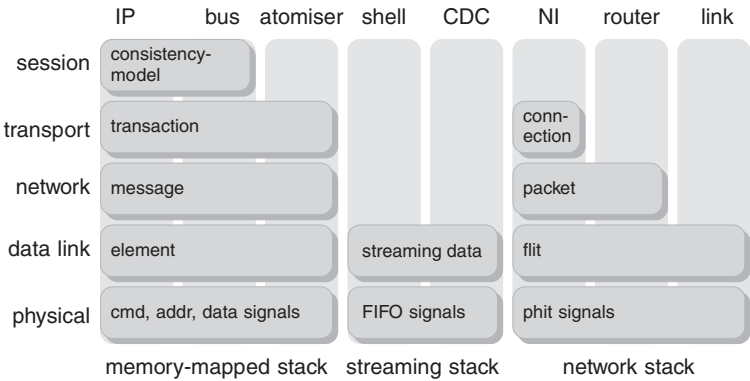 IP bus atomiser shell CDC NI router link
session consistency-
model
transport transaction conn-
ection
network message packet
data link element streaming data flit
physical cmd, addr, data signals FIFO signals phit signals
memory-mapped stack streaming stack network stack